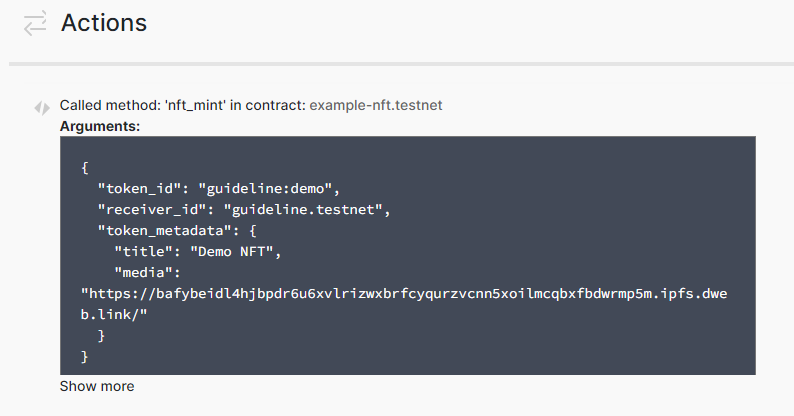 Actions
Called method: 'nft_mint' in contract: example-nft.testnet
Arguments:
{
"token_id": "guideline:demo",
"receiver_id": "guideline.testnet",
"token_metadata": {
"title": "Demo NFT",
"media":
"https://bafybeidl4hjbpdr6u6xvlrizwxbrfcyqurzvcnn5xoilmcqbxfbdwrmp5m.ipfs.dwe
b.link/"
}
}
Show more